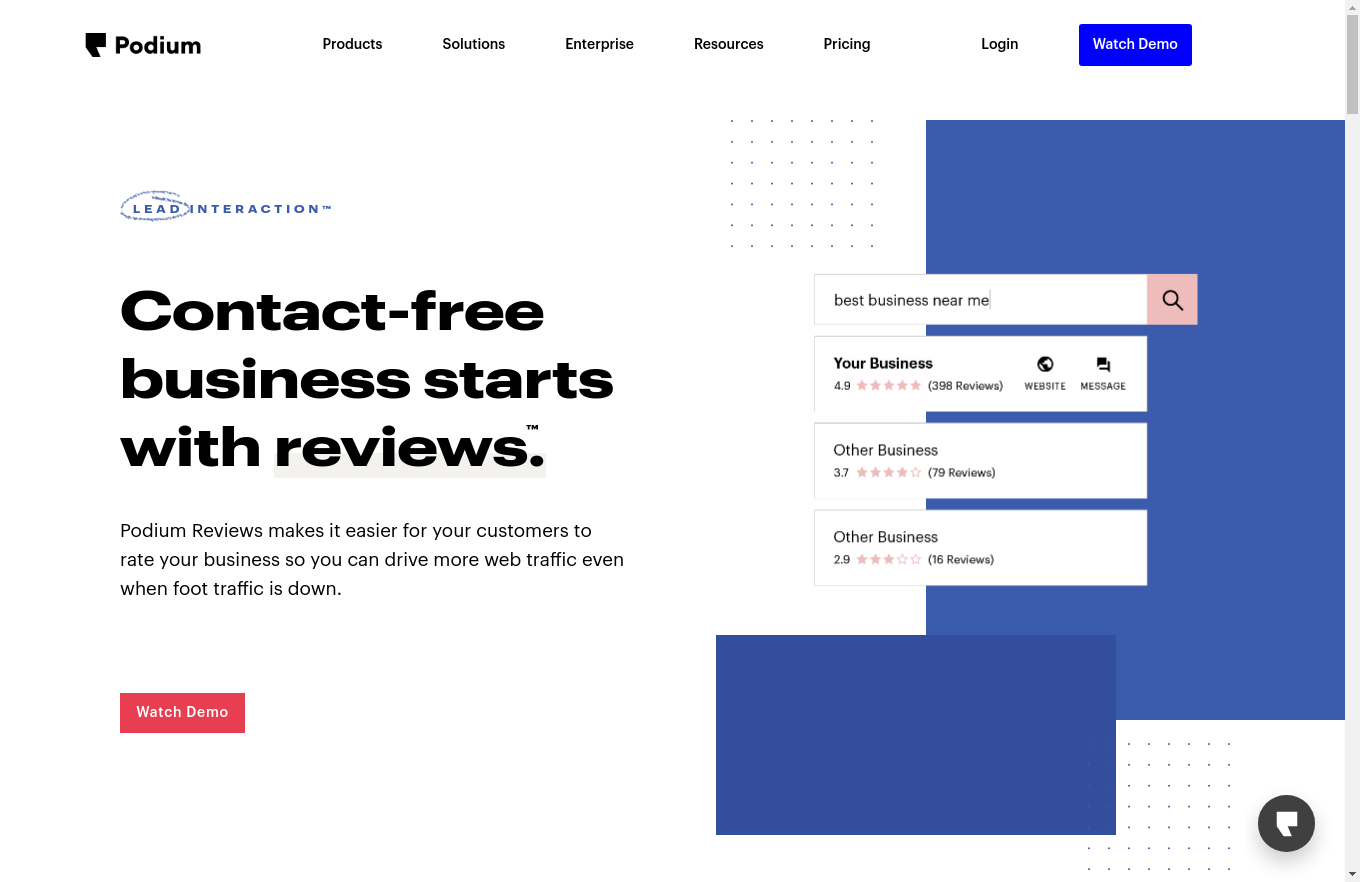 Podium
Products
Solutions
Enterprise
Resources
Pricing
Login
Watch Demo
LEAD INTERACTION™
Contact-free
business starts
with reviews.™
Podium Reviews makes it easier for your customers to
rate your business so you can drive more web traffic even
when foot traffic is down.
Watch Demo
best business near me
Your Business
4.9 (398 Reviews)
WEBSITE
MESSAGE
Other Business
3.7 (79 Reviews)
Other Business
2.9 (16 Reviews)